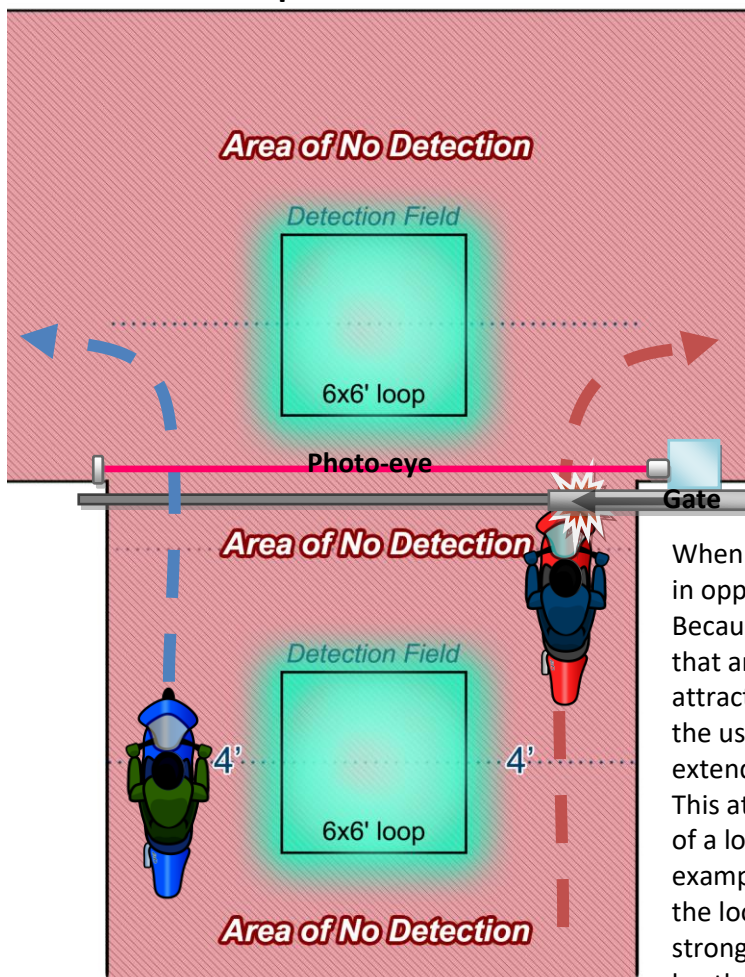 Area of No Detection
Detection Field
6x6' loop
Photo-eye
Gate
Area of No Detection
Detection Field
4'
4'
6x6' loop
Area of No Detection
When
in opp
Becau
that ar
attract
the us
extend
This at
of a lo
examp
the loo
strong